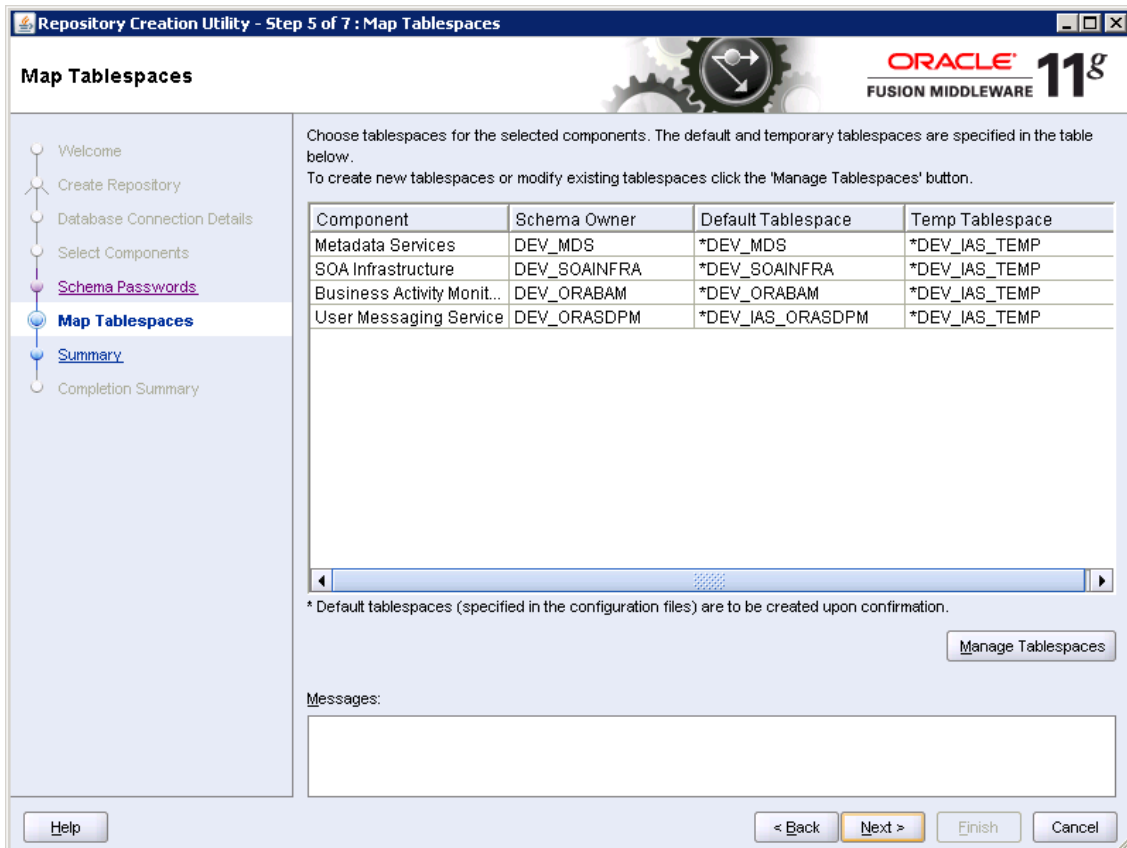 Repository Creation Utility - Step 5 of 7 : Map Tablespaces
Map Tablespaces
ORACLE
FUSION MIDDLEWARE
11g
Welcome
Create Repository
Database Connection Details
Select Components
Schema Passwords
Map Tablespaces
Summary
Completion Summary
Choose tablespaces for the selected components. The default and temporary tablespaces are specified in the table
below.
To create new tablespaces or modify existing tablespaces click the 'Manage Tablespaces' button.
Component Schema Owner Default Tablespace Temp Tablespace
Metadata Services DEV_MDS *DEV_MDS *DEV_IAS_TEMP
SOA Infrastructure DEV_SOAINFRA *DEV_SOAINFRA *DEV_IAS_TEMP
Business Activity Monit... DEV_ORABAM *DEV_ORABAM *DEV_IAS_TEMP
User Messaging Service DEV_ORASDPM *DEV_IAS_ORASDPM *DEV_IAS_TEMP
* Default tablespaces (specified in the configuration files) are to be created upon confirmation.
Manage Tablespaces
Messages:
Help
< Back
Next >
Finish
Cancel